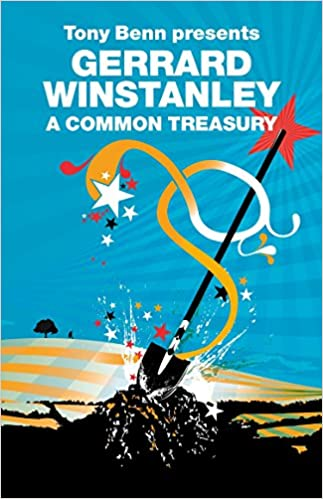 Tony Benn presents
GERRARD
WINSTANLEY
A COMMON TREASURY